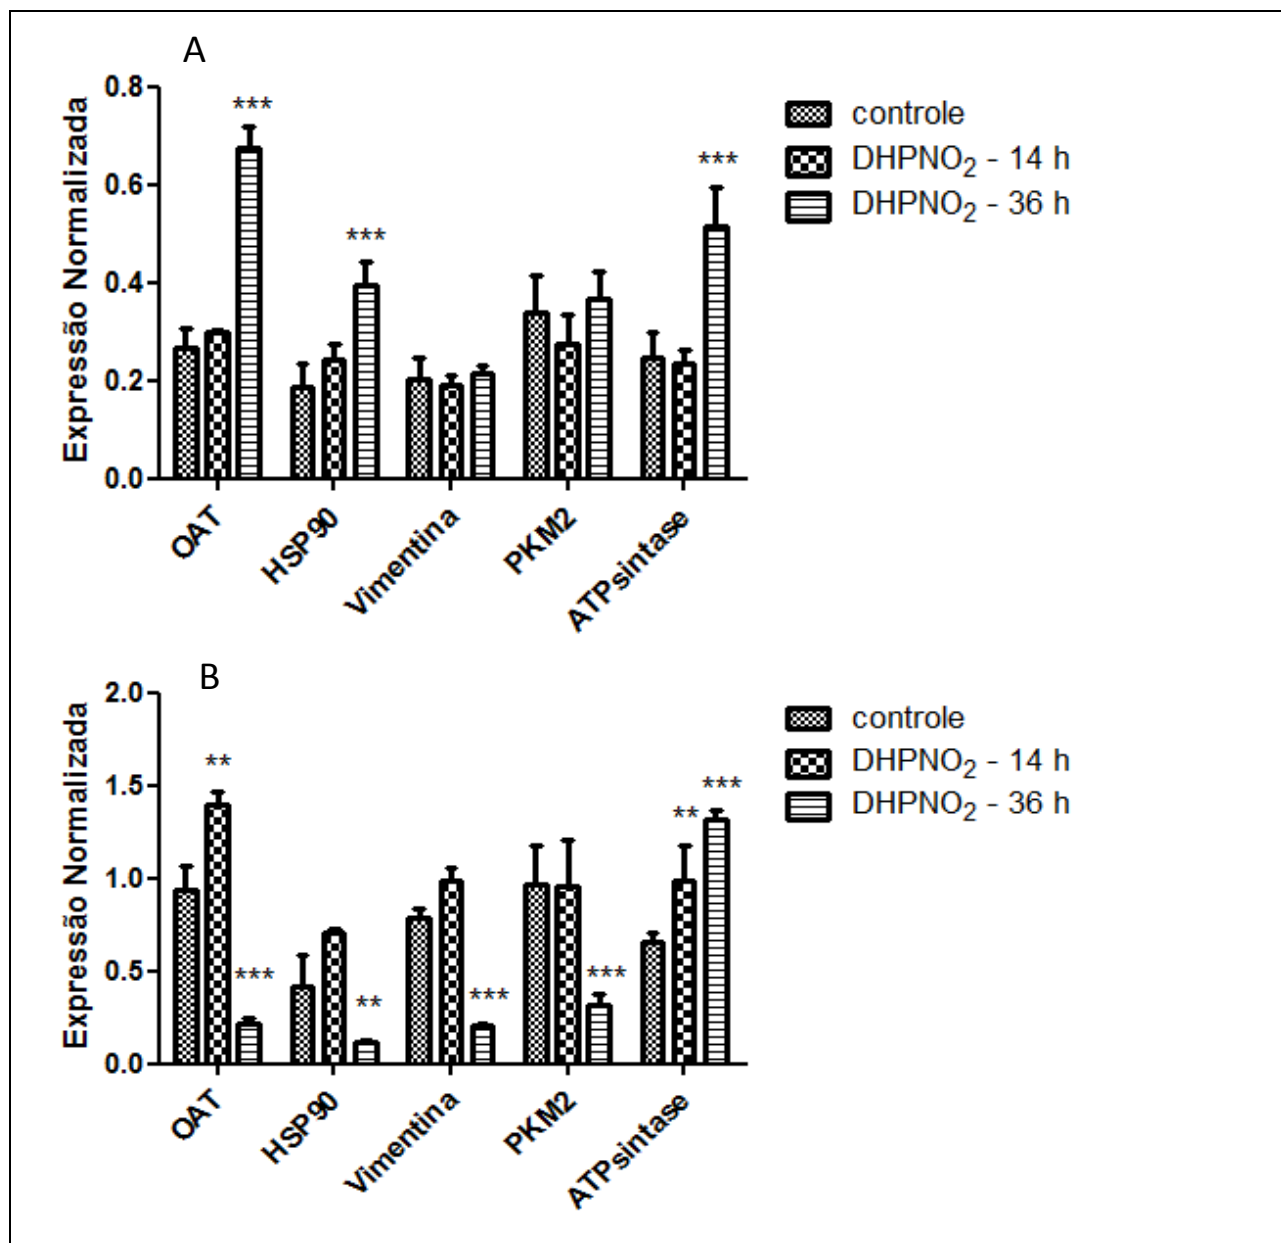 A
Expressão Normalizada
0.8
0.6
0.4
0.2
0.0
***
***
***
OAT
HSP90
Vimentina
PKM2
ATPsintase
controle
DHPNO₂ - 14 h
DHPNO₂ - 36 h
B
Expressão Normalizada
2.0
1.5
1.0
0.5
0.0
**
***
**
***
***
**
***
OAT
HSP90
Vimentina
PKM2
ATPsintase
controle
DHPNO₂ - 14 h
DHPNO₂ - 36 h